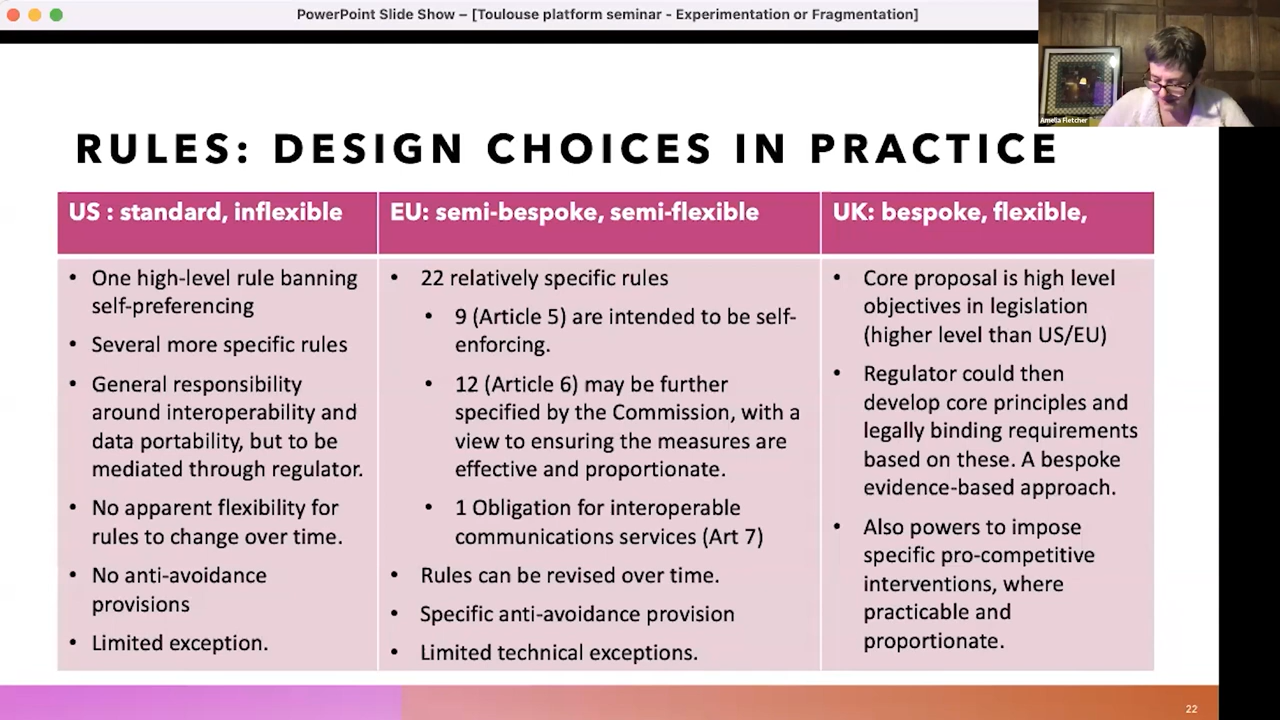 PowerPoint Slide Show – [Toulouse platform seminar - Experimentation or Fragmentation]
Amelia Fletcher
RULES: DESIGN CHOICES IN PRACTICE
US : standard, inflexible
• One high-level rule banning
self-preferencing
• Several more specific rules
• General responsibility
around interoperability and
data portability, but to be
mediated through regulator.
• No apparent flexibility for
rules to change over time.
• No anti-avoidance
provisions
• Limited exception.
EU: semi-bespoke, semi-flexible
• 22 relatively specific rules
• 9 (Article 5) are intended to be self-
enforcing.
• 12 (Article 6) may be further
specified by the Commission, with a
view to ensuring the measures are
effective and proportionate.
• 1 Obligation for interoperable
communications services (Art 7)
• Rules can be revised over time.
• Specific anti-avoidance provision
• Limited technical exceptions.
UK: bespoke, flexible,
• Core proposal is high level
objectives in legislation
(higher level than US/EU)
• Regulator could then
develop core principles and
legally binding requirements
based on these. A bespoke
evidence-based approach.
• Also powers to impose
specific pro-competitive
interventions, where
practicable and
proportionate.
22